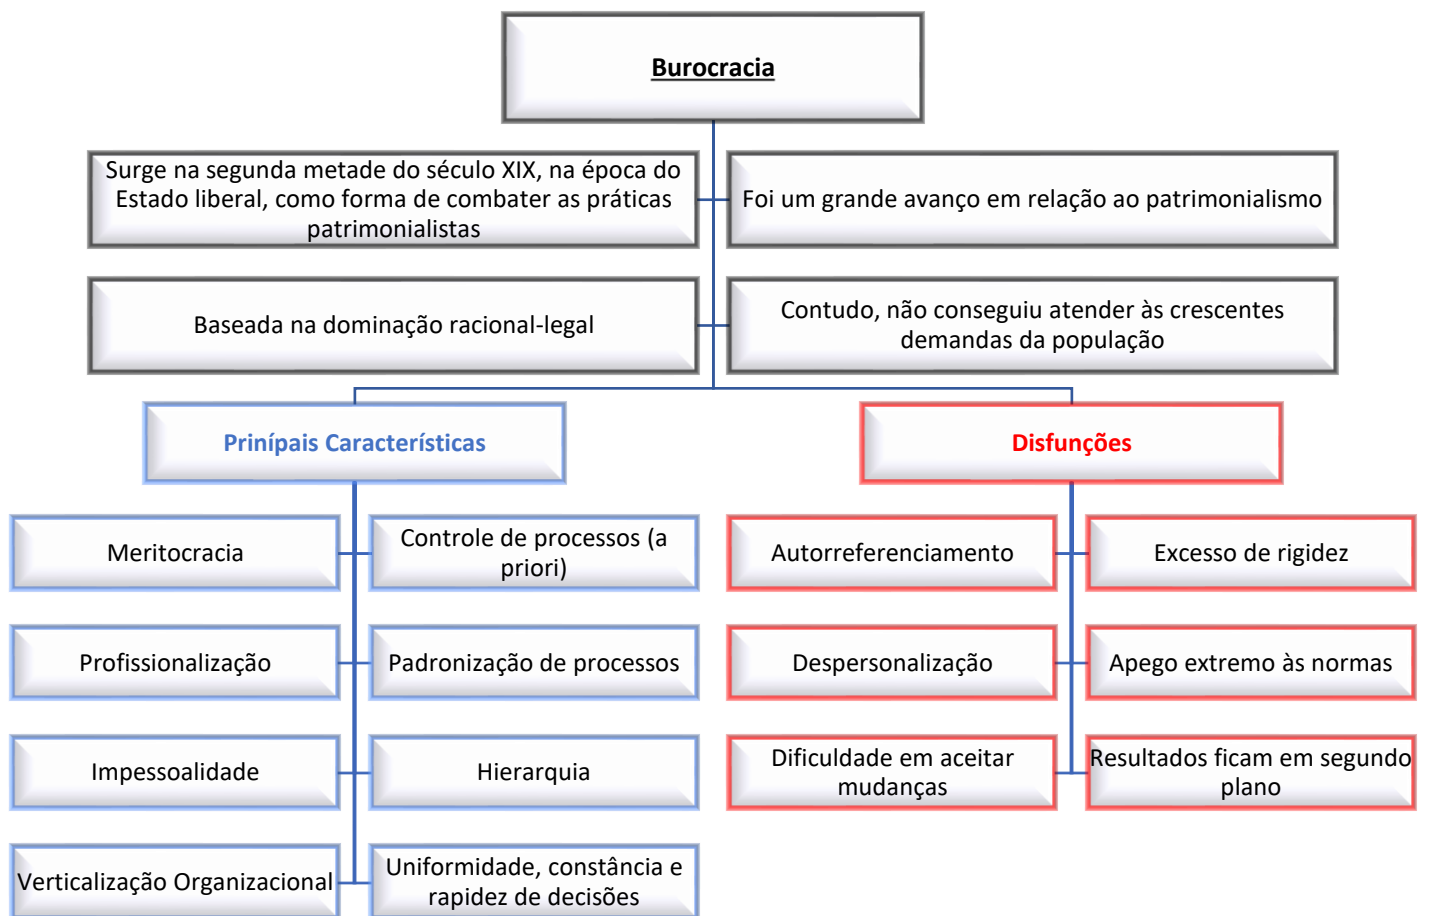 Burocracia
Surge na segunda metade do século XIX, na época do
Estado liberal, como forma de combater as práticas
patrimonialistas
Foi um grande avanço em relação ao patrimonialismo
Baseada na dominação racional-legal
Contudo, não conseguiu atender às crescentes
demandas da população
Prinípais Características
Disfunções
Meritocracia
Controle de processos (a
priori)
Autorreferenciamento
Excesso de rigidez
Profissionalização
Padronização de processos
Despersonalização
Apego extremo às normas
Impessoalidade
Hierarquia
Dificuldade em aceitar
mudanças
Resultados ficam em segundo
plano
Verticalização Organizacional
Uniformidade, constância e
rapidez de decisões